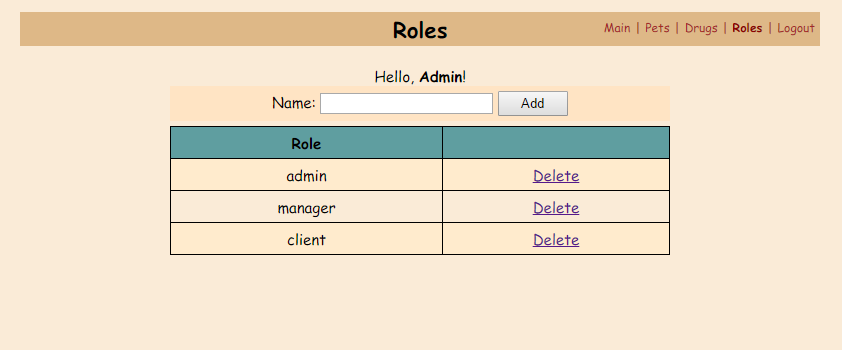 Roles
Main | Pets | Drugs | Roles | Logout
Hello, Admin!
Name: Add
Role
admin Delete
manager Delete
client Delete